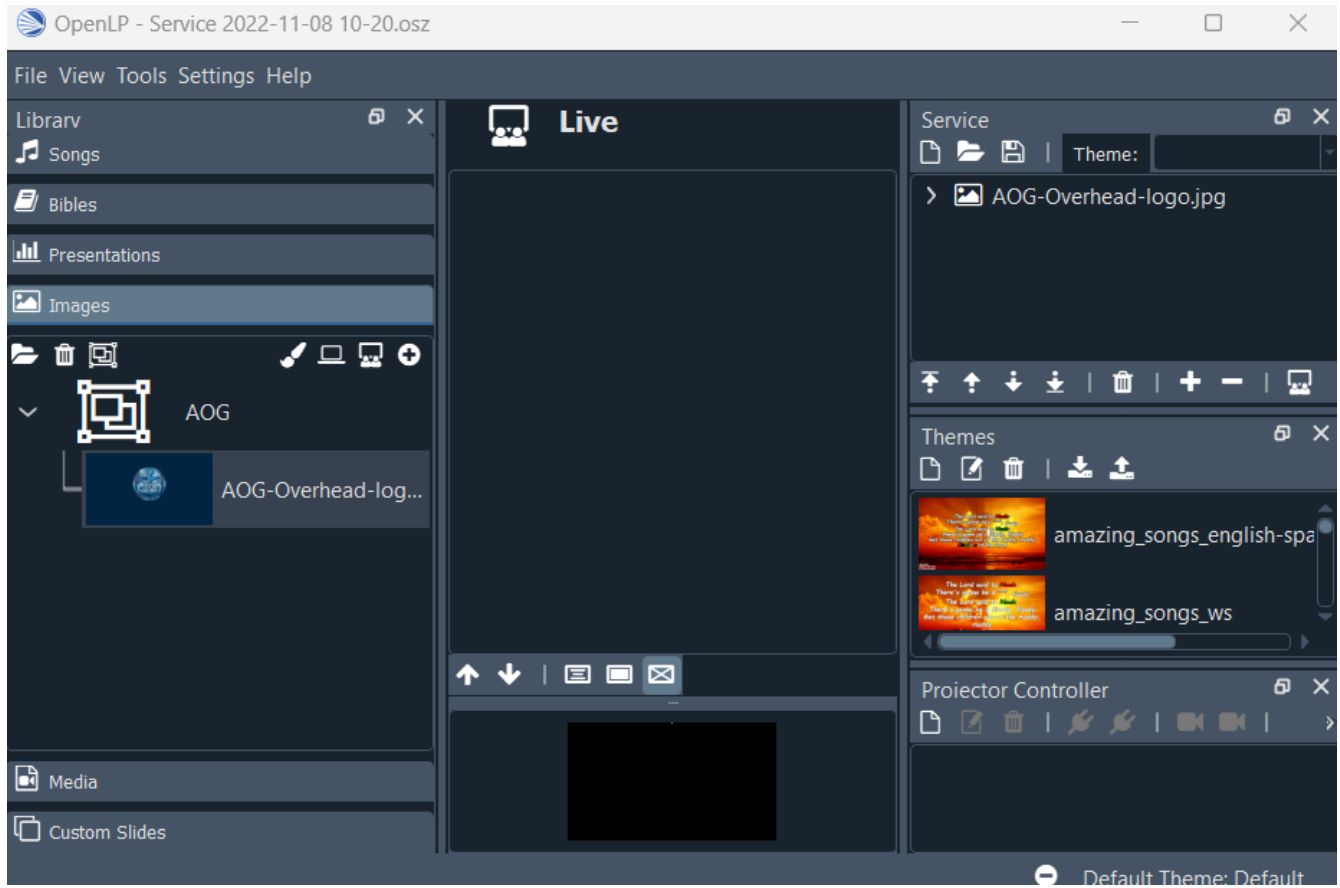 OpenLP - Service 2022-11-08 10-20.osz
File View Tools Settings Help
Library
Songs
Bibles
Presentations
Images
AOG
AOG-Overhead-log...
Media
Custom Slides
Live
Service
Theme:
AOG-Overhead-logo.jpg
Themes
amazing_songs_english-spa
amazing_songs_ws
Projector Controller
Default Theme: Default